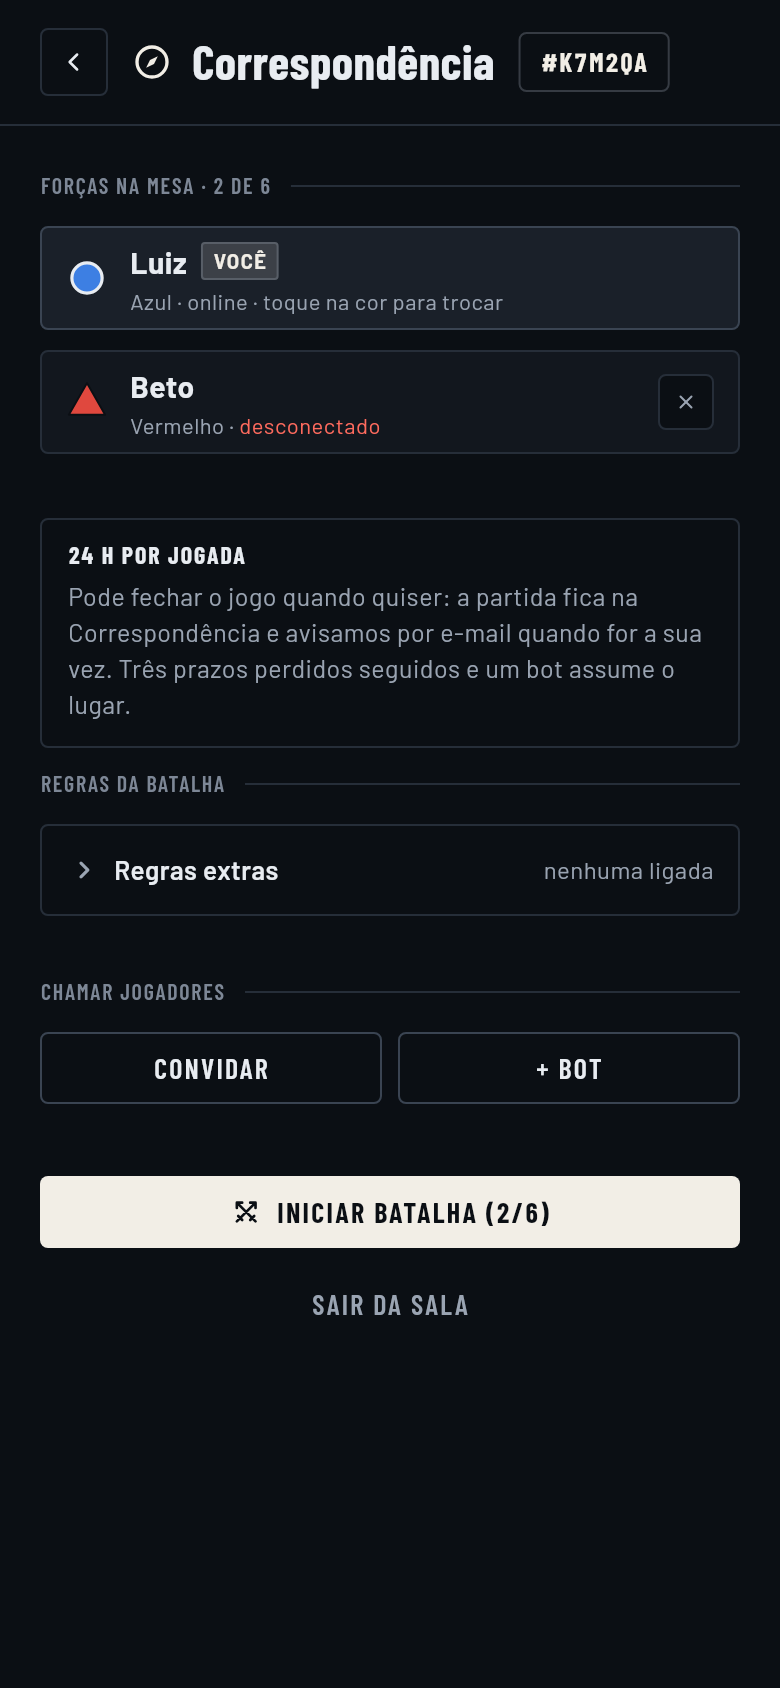 Correspondência #K7M2QA
FORÇAS NA MESA · 2 DE 6
Luiz VOCÊ
Azul · online · toque na cor para trocar
Beto
Vermelho · desconectado
24 H POR JOGADA
Pode fechar o jogo quando quiser: a partida fica na
Correspondência e avisamos por e-mail quando for a sua
vez. Três prazos perdidos seguidos e um bot assume o
lugar.
REGRAS DA BATALHA
Regras extras nenhuma ligada
CHAMAR JOGADORES
CONVIDAR + BOT
INICIAR BATALHA (2/6)
SAIR DA SALA